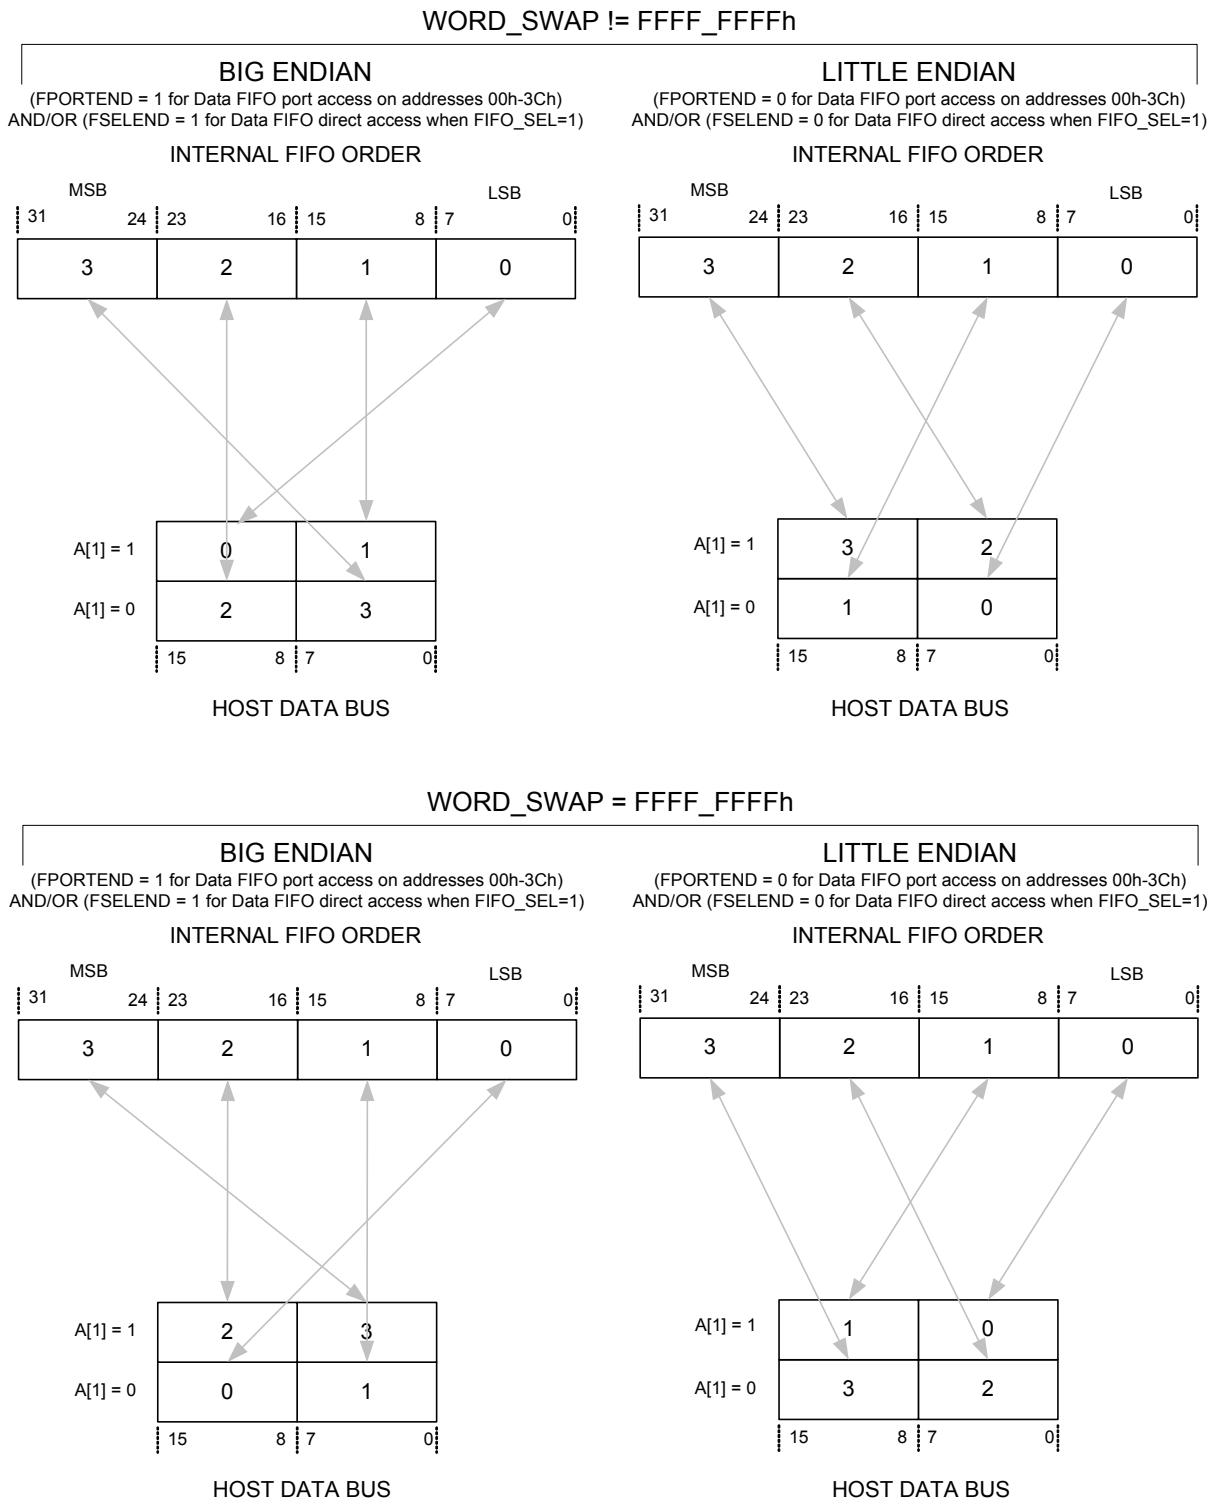 WORD_SWAP != FFFF_FFFFh
BIG ENDIAN
(FPORTEND = 1 for Data FIFO port access on addresses 00h-3Ch)
AND/OR (FSELEND = 1 for Data FIFO direct access when FIFO_SEL=1)
INTERNAL FIFO ORDER
MSB LSB
31 24 23 16 15 8 7 0
3 2 1 0
A[1] = 1 0 1
A[1] = 0 2 3
15 8 7 0
HOST DATA BUS
LITTLE ENDIAN
(FPORTEND = 0 for Data FIFO port access on addresses 00h-3Ch)
AND/OR (FSELEND = 0 for Data FIFO direct access when FIFO_SEL=1)
INTERNAL FIFO ORDER
MSB LSB
31 24 23 16 15 8 7 0
3 2 1 0
A[1] = 1 3 2
A[1] = 0 1 0
15 8 7 0
HOST DATA BUS
WORD_SWAP = FFFF_FFFFh
BIG ENDIAN
(FPORTEND = 1 for Data FIFO port access on addresses 00h-3Ch)
AND/OR (FSELEND = 1 for Data FIFO direct access when FIFO_SEL=1)
INTERNAL FIFO ORDER
MSB LSB
31 24 23 16 15 8 7 0
3 2 1 0
A[1] = 1 2 3
A[1] = 0 0 1
15 8 7 0
HOST DATA BUS
LITTLE ENDIAN
(FPORTEND = 0 for Data FIFO port access on addresses 00h-3Ch)
AND/OR (FSELEND = 0 for Data FIFO direct access when FIFO_SEL=1)
INTERNAL FIFO ORDER
MSB LSB
31 24 23 16 15 8 7 0
3 2 1 0
A[1] = 1 1 0
A[1] = 0 3 2
15 8 7 0
HOST DATA BUS